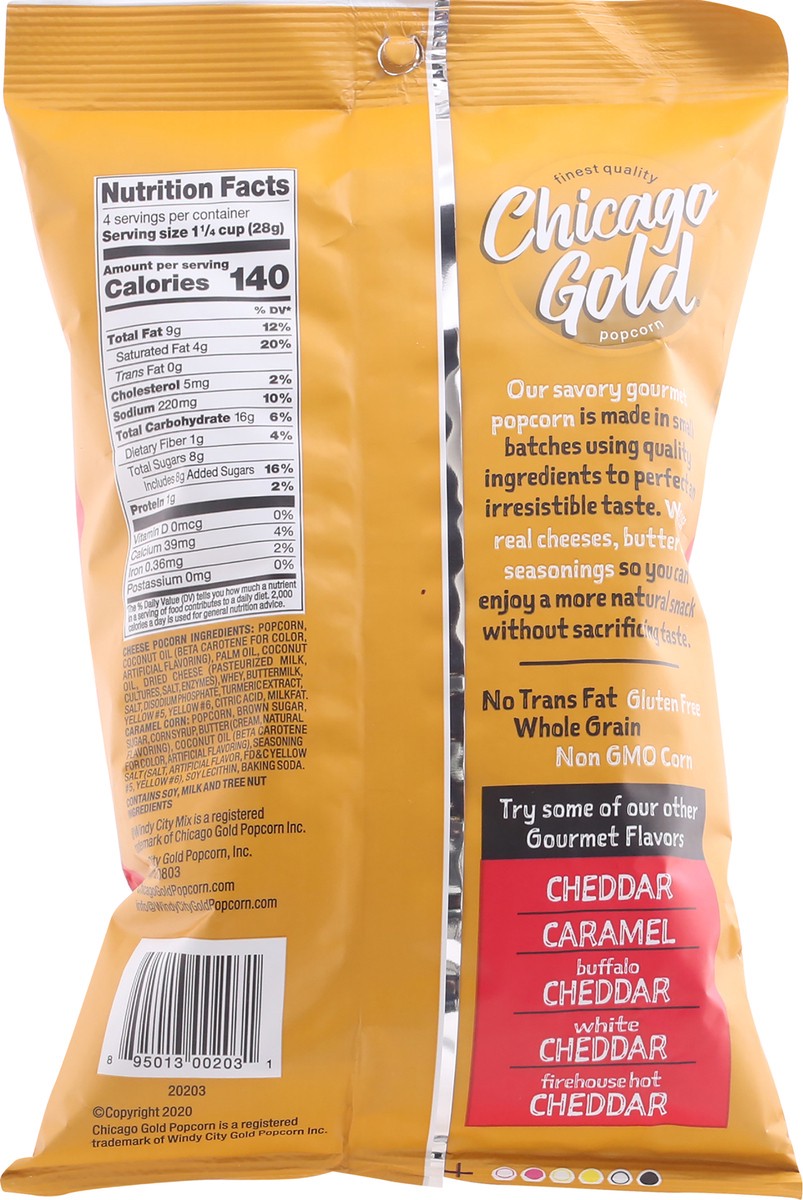 Nutrition Facts
4 servings per container
Serving size 1 1/4 cup (28g)
Amount per serving
Calories 140
% DV*
Total Fat 9g 12%
Saturated Fat 4g 20%
Trans Fat 0g
Cholesterol 5mg 2%
Sodium 220mg 10%
Total Carbohydrate 16g 6%
Dietary Fiber 1g 4%
Total Sugars 8g
Includes 8g Added Sugars 16%
Protein 1g 2%
Vitamin D 0mcg 0%
Calcium 39mg 4%
Iron 0.36mg 2%
Postassium 0mg 0%
*The % Daily Value (DV) tells you how much a nutrient
in a serving of food contributes to a daily diet. 2,000
calories a day is used for general nutrition advice.
CHEESE POCORN INGREDIENTS: POPCORN,
COCONUT OIL (BETA CAROTENE FOR COLOR,
ARTIFICIAL FLAVORING), PALM OIL, COCONUT
OIL, DRIED CHEESE (PASTEURIZED MILK,
CULTURES, SALT, ENZYMES), WHEY, BUTTERMILK,
SALT, DISODIUM PHOSPHATE, TURMERIC EXTRACT,
YELLOW #5, YELLOW #6, CITRIC ACID, MILKFAT.
CARAMEL CORN: POPCORN, BROWN SUGAR,
SUGAR, CORN SYRUP, BUTTER (CREAM, NATURAL
FLAVORING), COCONUT OIL (BETA CAROTENE
FOR COLOR, ARTIFICIAL FLAVORING), SEASONING
SALT (SALT, ARTIFICIAL FLAVOR, FD&C YELLOW
#5, YELLOW #6), SOY LECITHIN, BAKING SODA.
CONTAINS SOY, MILK AND TREE NUT
INGREDIENTS
Windy City Mix is a registered
of Chicago Gold Popcorn Inc.
Gold Popcorn, Inc.
info@WindyCityGoldPopcorn.com
8 95013 00203 1
20203
©Copyright 2020
Chicago Gold Popcorn is a registered
trademark of Windy City Gold Popcorn Inc.
finest quality
Chicago
Gold
popcorn
Our savory gourmet
popcorn is made in small
batches using quality
ingredients to perfect an
irresistible taste.
real cheeses, butter
seasonings so you can
enjoy a more natural snack
without sacrificing taste.
No Trans Fat Gluten Free
Whole Grain
Non GMO Corn
Try some of our other
Gourmet Flavors
CHEDDAR
CARAMEL
buffalo
CHEDDAR
white
CHEDDAR
firehouse hot
CHEDDAR